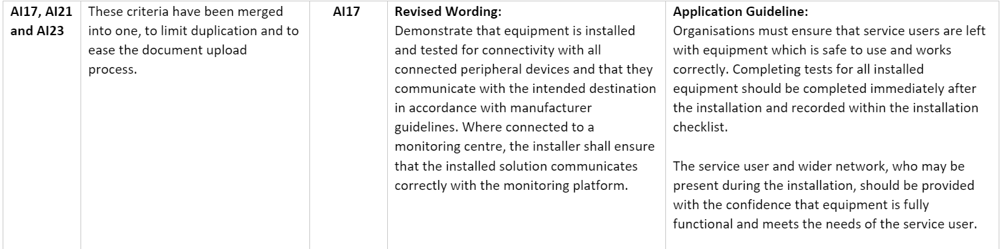 AI17, AI21
and AI23
These criteria have been merged
into one, to limit duplication and to
ease the document upload
process.
AI17
Revised Wording:
Demonstrate that equipment is installed
and tested for connectivity with all
connected peripheral devices and that they
communicate with the intended destination
in accordance with manufacturer
guidelines. Where connected to a
monitoring centre, the installer shall ensure
that the installed solution communicates
correctly with the monitoring platform.
Application Guideline:
Organisations must ensure that service users are left
with equipment which is safe to use and works
correctly. Completing tests for all installed
equipment should be completed immediately after
the installation and recorded within the installation
checklist.
The service user and wider network, who may be
present during the installation, should be provided
with the confidence that equipment is fully
functional and meets the needs of the service user.